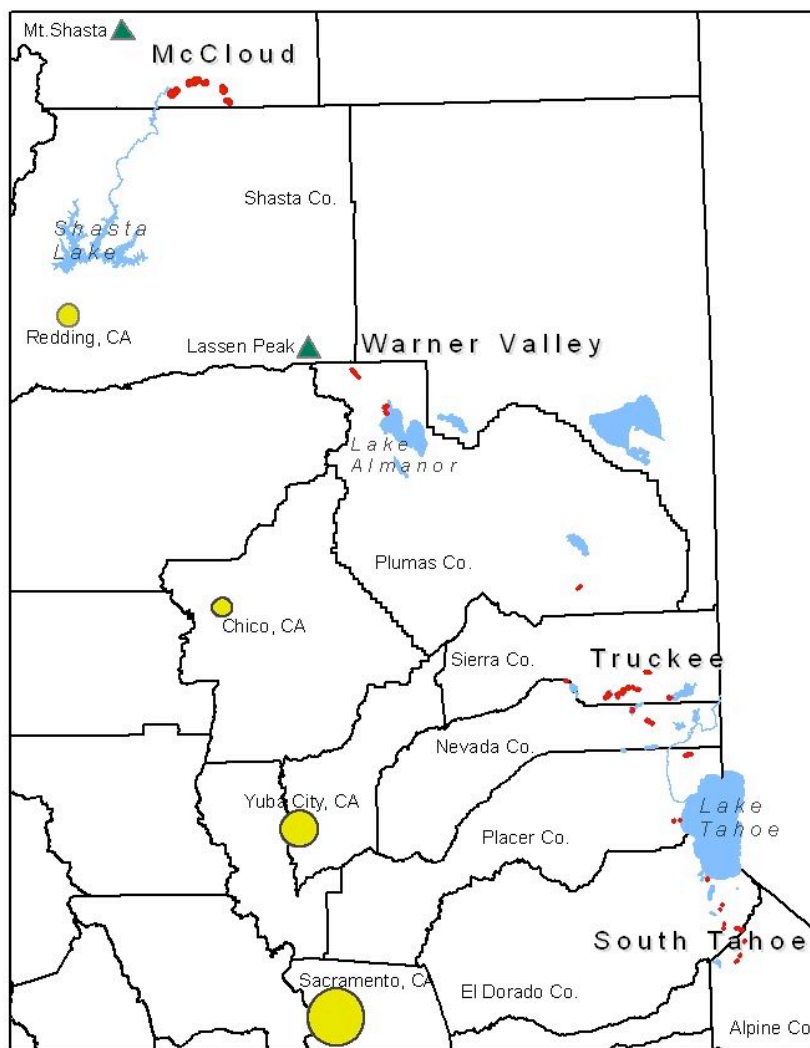 Mt.Shasta
McCloud
Shasta Co.
Shasta
Lake
Redding, CA
Lassen Peak
Warner Valley
Lake
Almanor
Plumas Co.
Chico, CA
Sierra Co.
Truckee
Nevada Co.
Yuba City, CA
Lake
Tahoe
Placer Co.
South Tahoe
Sacramento, CA
El Dorado Co.
Alpine Co